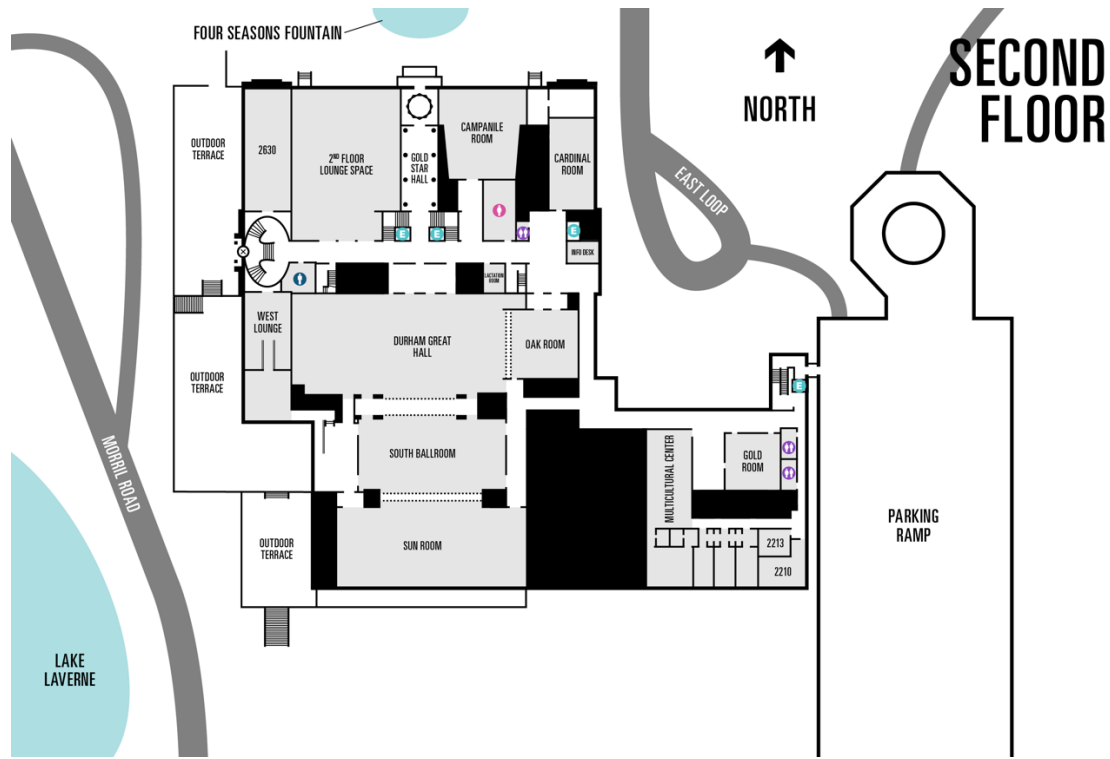 FOUR SEASONS FOUNTAIN
SECOND
FLOOR
NORTH
OUTDOOR
TERRACE
2630
2ND FLOOR
LOUNGE SPACE
GOLD
STAR
HALL
CAMPANILE
ROOM
CARDINAL
ROOM
EAST LOOP
E
E
E
INFO DESK
LACTATION
ROOM
WEST
LOUNGE
DURHAM GREAT
HALL
OAK ROOM
OUTDOOR
TERRACE
E
SOUTH BALLROOM
MULTICULTURAL CENTER
GOLD
ROOM
MORRIL ROAD
PARKING
RAMP
OUTDOOR
TERRACE
SUN ROOM
2213
2210
LAKE
LAVERNE